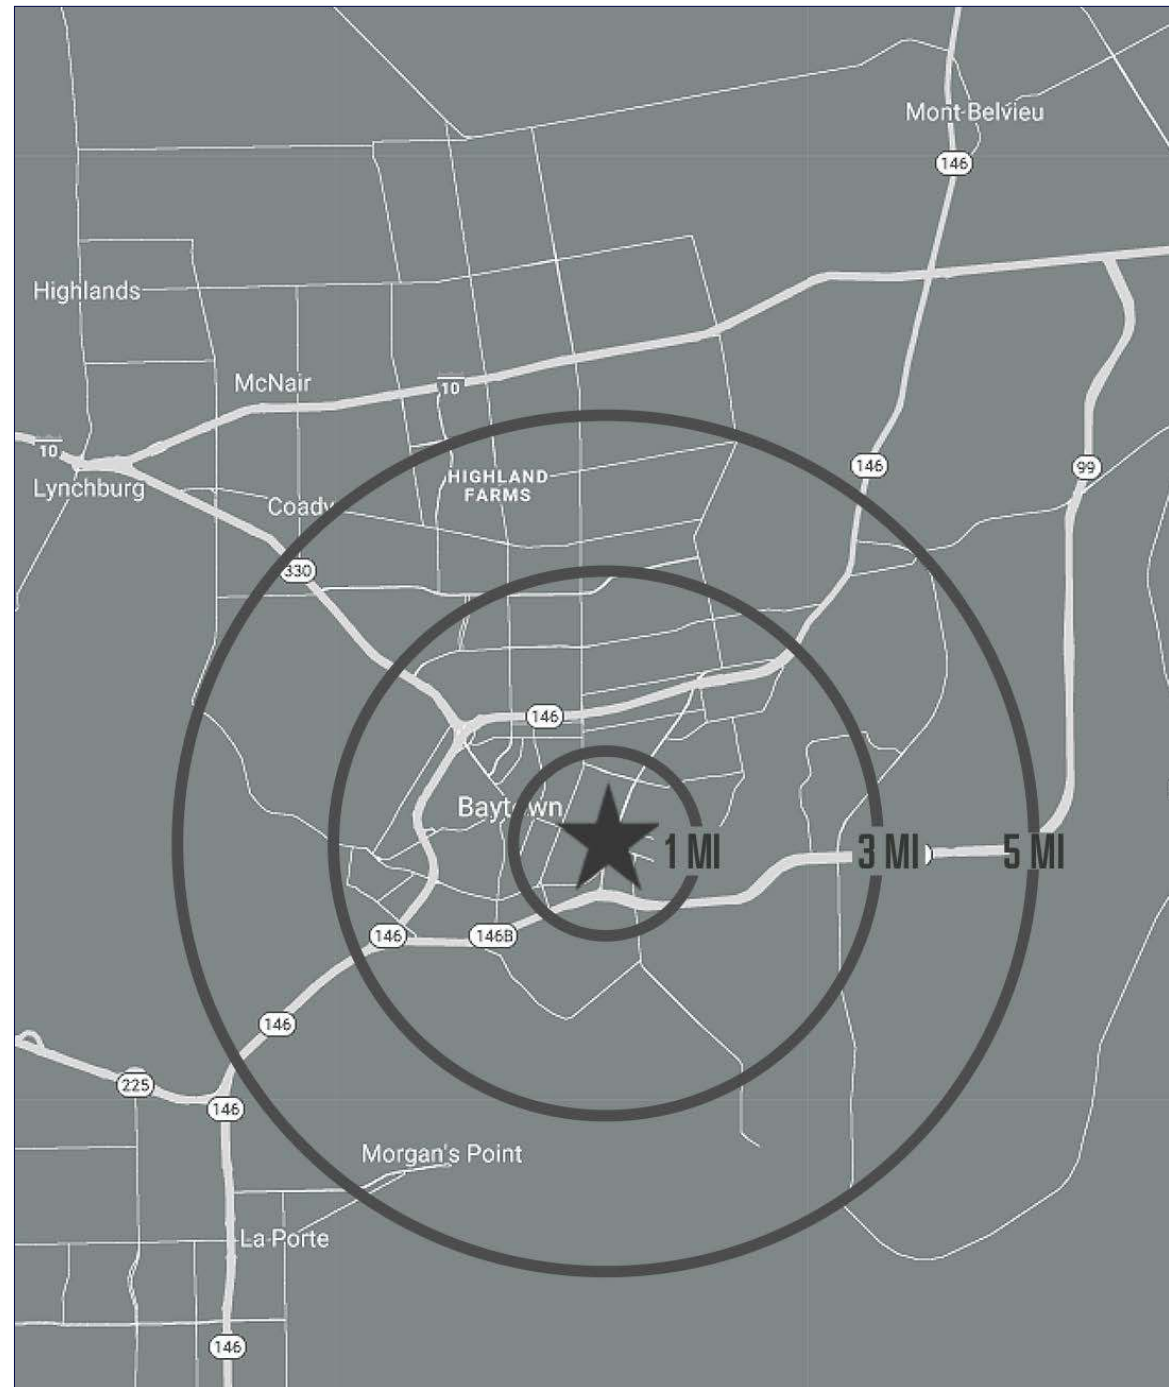 Mont Belvieu
146
Highlands
McNair
10
10
Lynchburg
HIGHLAND
FARMS
146
99
Coady
330
146
Baytown
1 MI
3 MI
5 MI
146
146B
146
225
146
Morgan's Point
La Porte
146